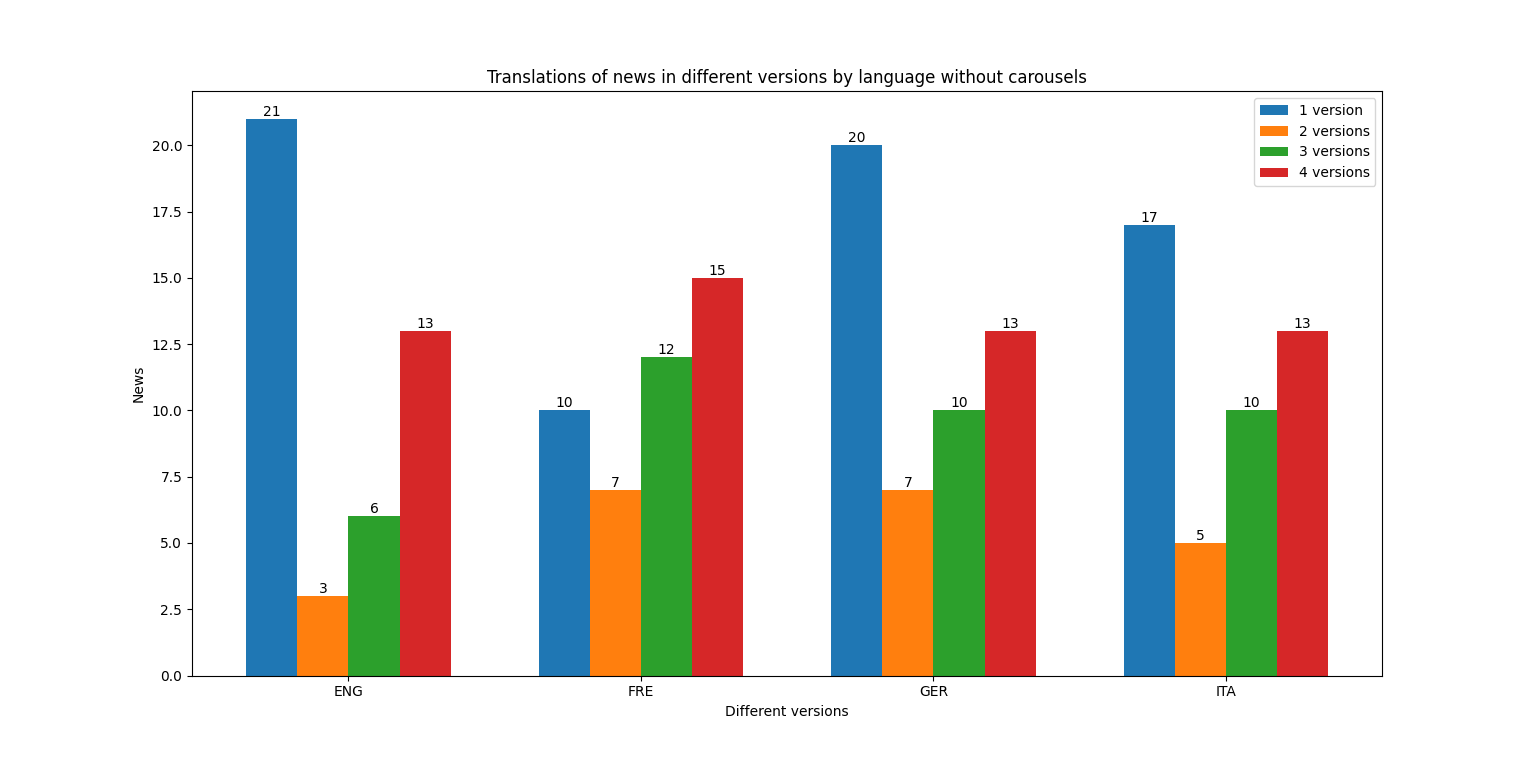 Translations of news in different versions by language without carousels
1 version
2 versions
3 versions
4 versions
News
20.0
17.5
15.0
12.5
10.0
7.5
5.0
2.5
0.0
21
3
6
13
10
7
12
15
20
7
10
13
17
5
10
13
ENG
FRE
GER
ITA
Different versions